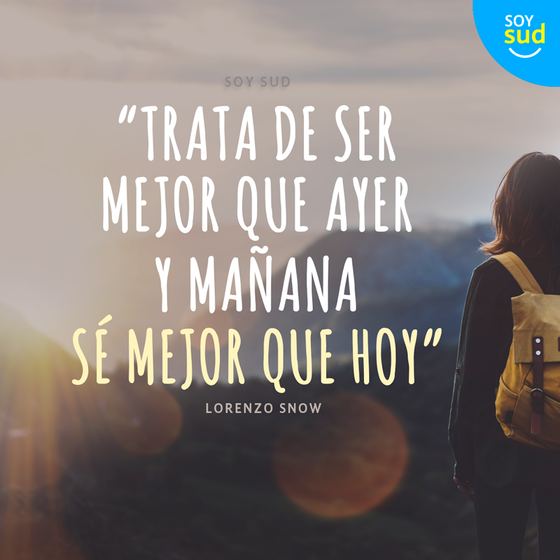 SOY
sud
SOY SUD
“TRATA DE SER
MEJOR QUE AYER
Y MAÑANA
SÉ MEJOR QUE HOY”
LORENZO SNOW